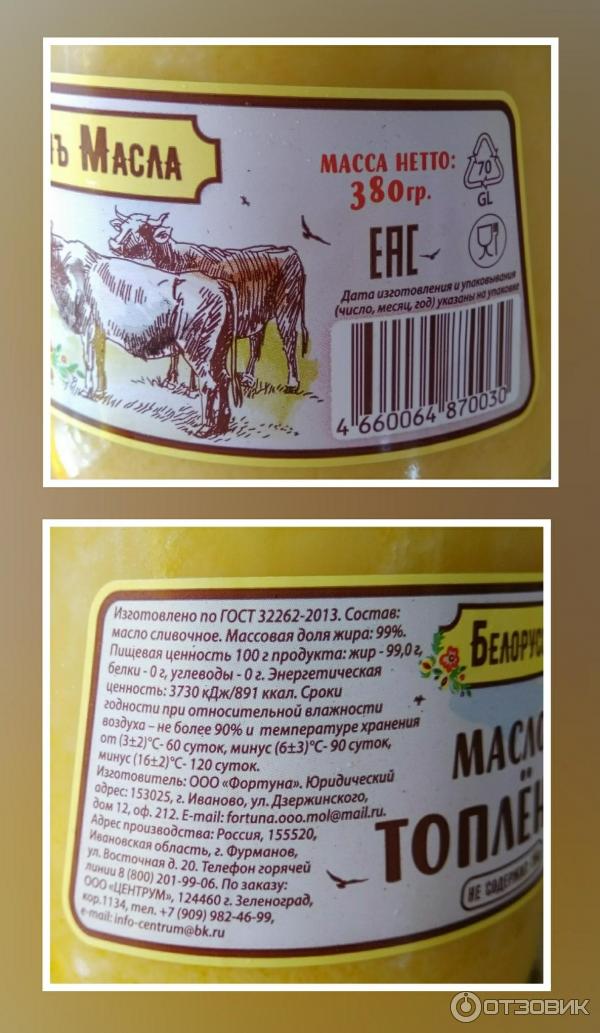 Масла
МАССА НЕТТО:
380гр.
70
GL
EAC
Дата изготовления и упаковывания
(число, месяц, год) указаны на упаковке
4 660064 870030
Изготовлено по ГОСТ 32262-2013. Состав:
масло сливочное. Массовая доля жира: 99%.
Пищевая ценность 100 г продукта: жир - 99,0 г,
белки - 0 г, углеводы - 0 г. Энергетическая
ценность: 3730 кДж/891 ккал. Сроки
годности при относительной влажности
воздуха – не более 90% и температуре хранения
от (3±2)°С- 60 суток, минус (6±3)°С- 90 суток,
минус (16±2)°С- 120 суток.
Изготовитель: ООО «Фортуна». Юридический
адрес: 153025, г. Иваново, ул. Дзержинского,
дом 12, оф. 212. E-mail: fortuna.ooo.mol@mail.ru.
Адрес производства: Россия, 155520,
Ивановская область, г. Фурманов,
ул. Восточная д. 20. Телефон горячей
линии 8 (800) 201-99-06. По заказу:
ООО «ЦЕНТРУМ», 124460 г. Зеленоград,
кор.1134, тел. +7 (909) 982-46-99,
e-mail: info-centrum@bk.ru
Белорус
МАСЛО
ТОПЛЁН
НЕ СОДЕРЖИТ
ОТЗОВИК